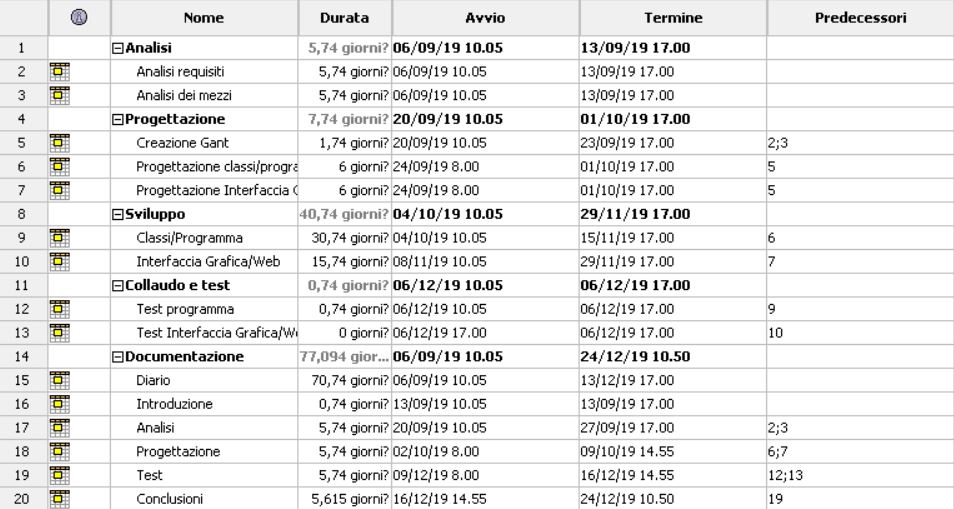 Nome Durata Avvio Termine Predecessori
1 Analisi 5,74 giorni? 06/09/19 10.05 13/09/19 17.00
2 Analisi requisiti 5,74 giorni? 06/09/19 10.05 13/09/19 17.00
3 Analisi dei mezzi 5,74 giorni? 06/09/19 10.05 13/09/19 17.00
4 Progettazione 7,74 giorni? 20/09/19 10.05 01/10/19 17.00
5 Creazione Gant 1,74 giorni? 20/09/19 10.05 23/09/19 17.00 2;3
6 Progettazione classi/progra 6 giorni? 24/09/19 8.00 01/10/19 17.00 5
7 Progettazione Interfaccia 6 giorni? 24/09/19 8.00 01/10/19 17.00 5
8 Sviluppo 40,74 giorni? 04/10/19 10.05 29/11/19 17.00
9 Classi/Programma 30,74 giorni? 04/10/19 10.05 15/11/19 17.00 6
10 Interfaccia Grafica/Web 15,74 giorni? 08/11/19 10.05 29/11/19 17.00 7
11 Collaudo e test 0,74 giorni? 06/12/19 10.05 06/12/19 17.00
12 Test programma 0,74 giorni? 06/12/19 10.05 06/12/19 17.00 9
13 Test Interfaccia Grafica/W 0 giorni? 06/12/19 17.00 06/12/19 17.00 10
14 Documentazione 77,094 gior... 06/09/19 10.05 24/12/19 10.50
15 Diario 70,74 giorni? 06/09/19 10.05 13/12/19 17.00
16 Introduzione 0,74 giorni? 13/09/19 10.05 13/09/19 17.00
17 Analisi 5,74 giorni? 20/09/19 10.05 27/09/19 17.00 2;3
18 Progettazione 5,74 giorni? 02/10/19 8.00 09/10/19 14.55 6;7
19 Test 5,74 giorni? 09/12/19 8.00 16/12/19 14.55 12;13
20 Conclusioni 5,615 giorni? 16/12/19 14.55 24/12/19 10.50 19